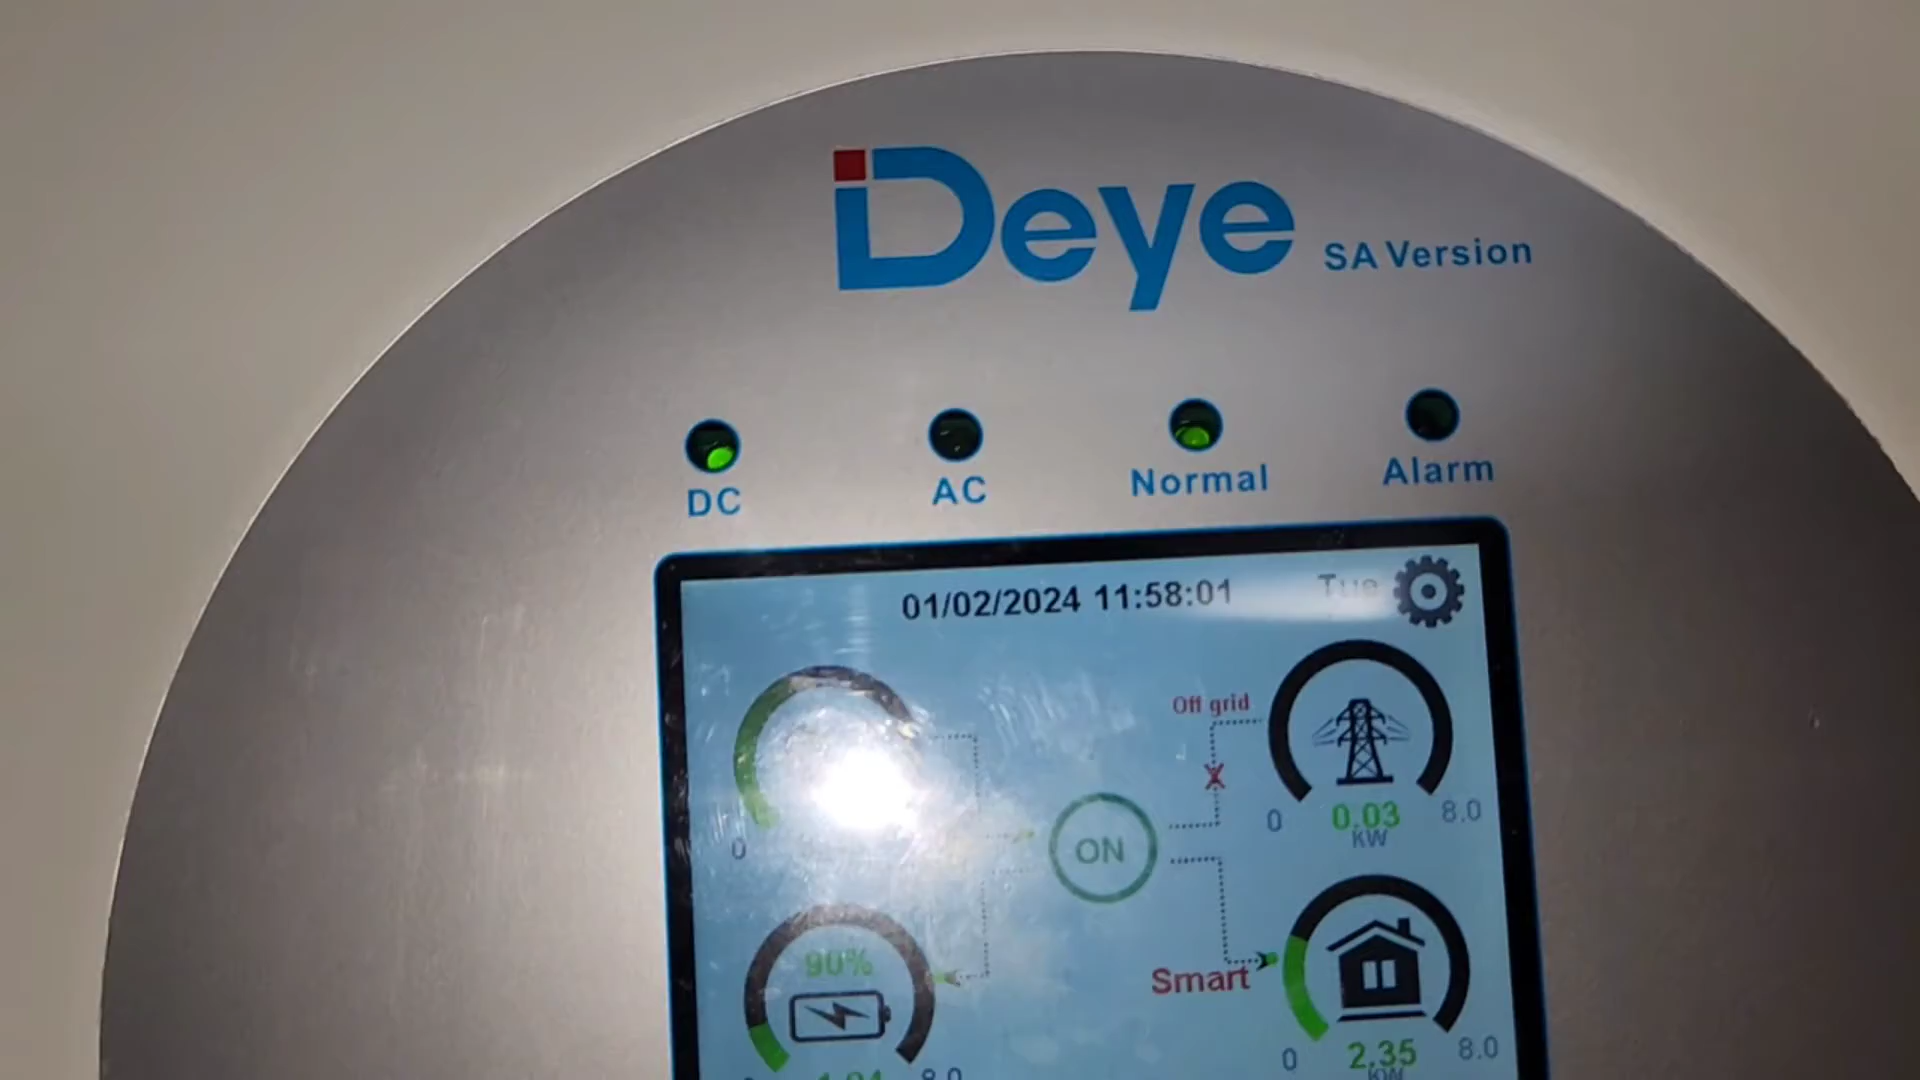 Deye SA Version
DC AC Normal Alarm
01/02/2024 11:58:01 Tue
Off grid
0 0.03 8.0
kW
0
ON
90%
Smart
0 2.35 8.0
kW
8.0